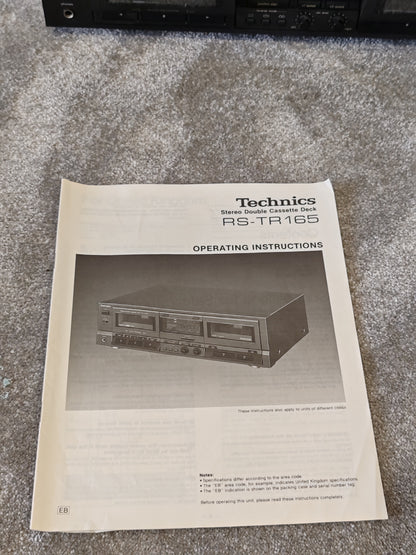 phones
Technics
Stereo Double Cassette Deck
RS-TR165
OPERATING INSTRUCTIONS
These instructions also apply to units of different colour.
Notes:
• Specifications differ according to the area code.
• The "EB" area code, for example, indicates United Kingdom specifications.
• The "EB" indication is shown on the packing case and serial number tag.
Before operating this unit, please read these instructions completely.
EB